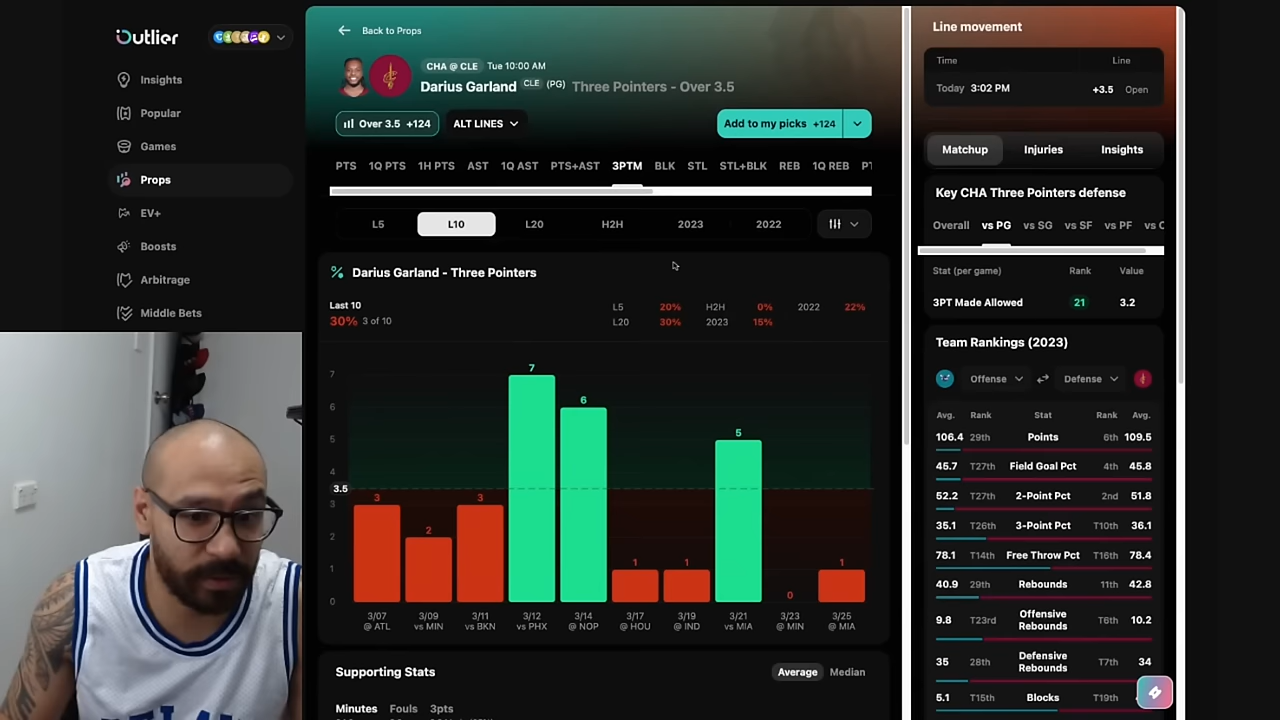 Outlier
Insights
Popular
Games
Props
EV+
Boosts
Arbitrage
Middle Bets
Back to Props
CHA @ CLE Tue 10:00 AM
Darius Garland CLE (PG) Three Pointers - Over 3.5
Over 3.5 +124 ALT LINES
Add to my picks +124
PTS 1Q PTS 1H PTS AST 1Q AST PTS+AST 3PTM BLK STL STL+BLK REB 1Q REB PT
L5 L10 L20 H2H 2023 2022
Darius Garland - Three Pointers
Last 10
30% 3 of 10
L5 20% H2H 0% 2022 22%
L20 30% 2023 15%
7
6
5
4
3.5
3
2
1
0
3 2 3 7 6 1 1 5 0 1
3/07 3/09 3/11 3/12 3/14 3/17 3/19 3/21 3/23 3/25
@ ATL vs MIN vs BKN vs PHX @ NOP @ HOU @ IND vs MIA @ MIN @ MIA
Supporting Stats
Average Median
Minutes Fouls 3pts
Line movement
Time Line
Today 3:02 PM +3.5 Open
Matchup Injuries Insights
Key CHA Three Pointers defense
Overall vs PG vs SG vs SF vs PF vs C
Stat (per game) Rank Value
3PT Made Allowed 21 3.2
Team Rankings (2023)
Offense Defense
Avg. Rank Stat Rank Avg.
106.4 29th Points 6th 109.5
45.7 T27th Field Goal Pct 4th 45.8
52.2 T27th 2-Point Pct 2nd 51.8
35.1 T26th 3-Point Pct T10th 36.1
78.1 T14th Free Throw Pct T16th 78.4
40.9 29th Rebounds 11th 42.8
9.8 T23rd Offensive Rebounds T6th 10.2
35 28th Defensive Rebounds T7th 34
5.1 T15th Blocks T19th